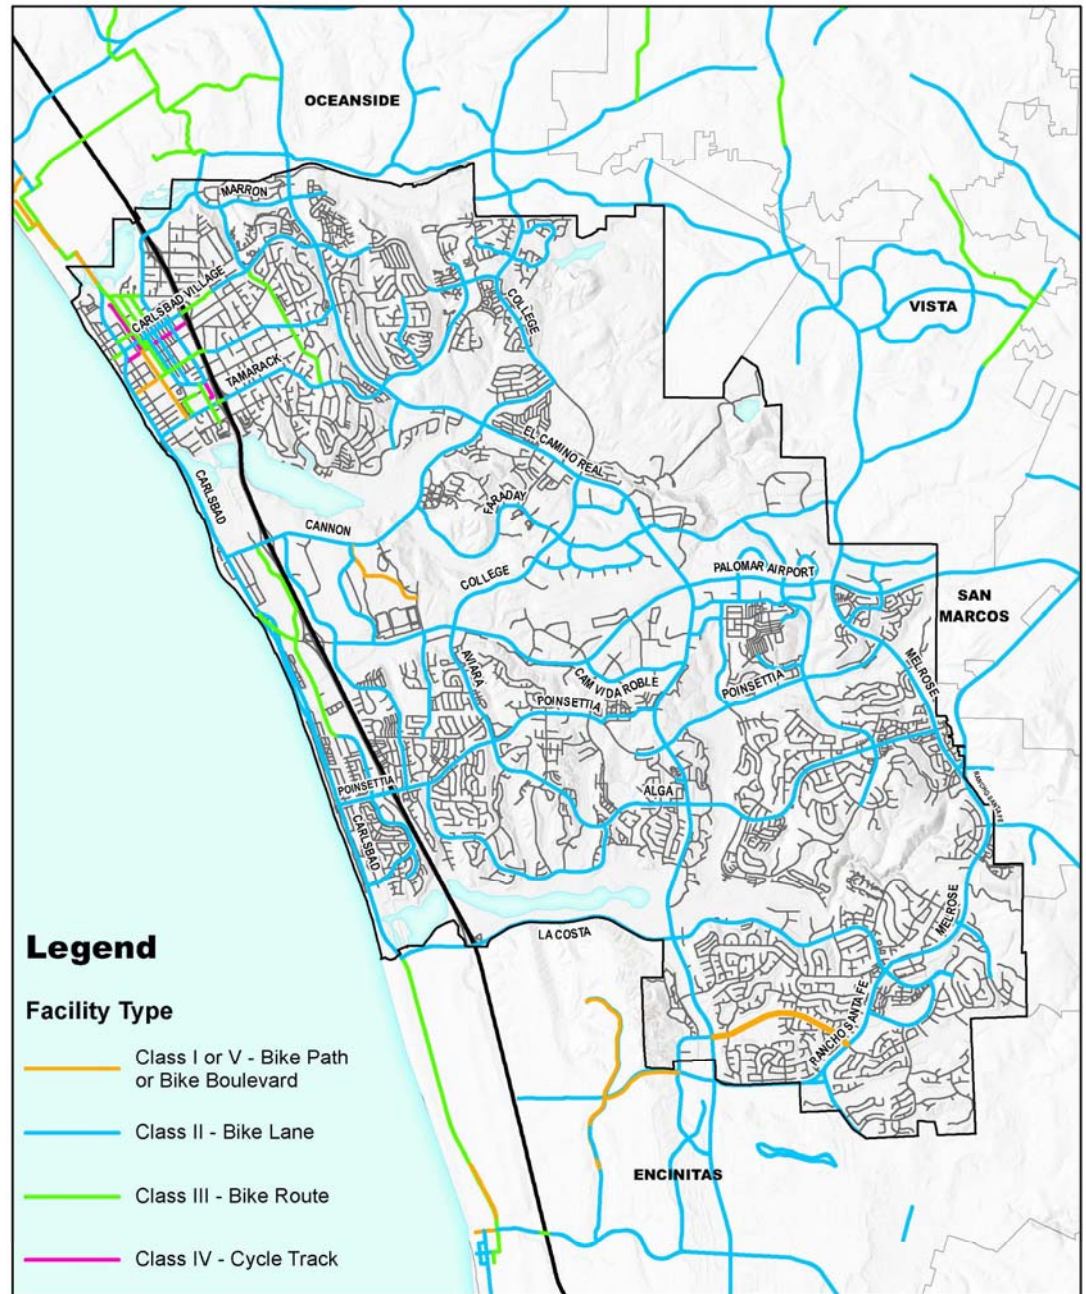 OCEANSIDE
MARRON
CARLSBAD VILLAGE
COLLEGE
VISTA
TAMARACK
EL CAMINO REAL
CARLSBAD
FARADAY
CANNON
COLLEGE
PALOMAR AIRPORT
SAN
MARCOS
AVIARA
CAM VIDA ROBLE
POINSETTIA
POINSETTIA
MELROSE
POINSETTIA
ALGA
RANCHO SANTA FE
CARLSBAD
MELROSE
LA COSTA
RANCHO SANTA FE
ENCINITAS
Legend
Facility Type
Class I or V - Bike Path
or Bike Boulevard
Class II - Bike Lane
Class III - Bike Route
Class IV - Cycle Track